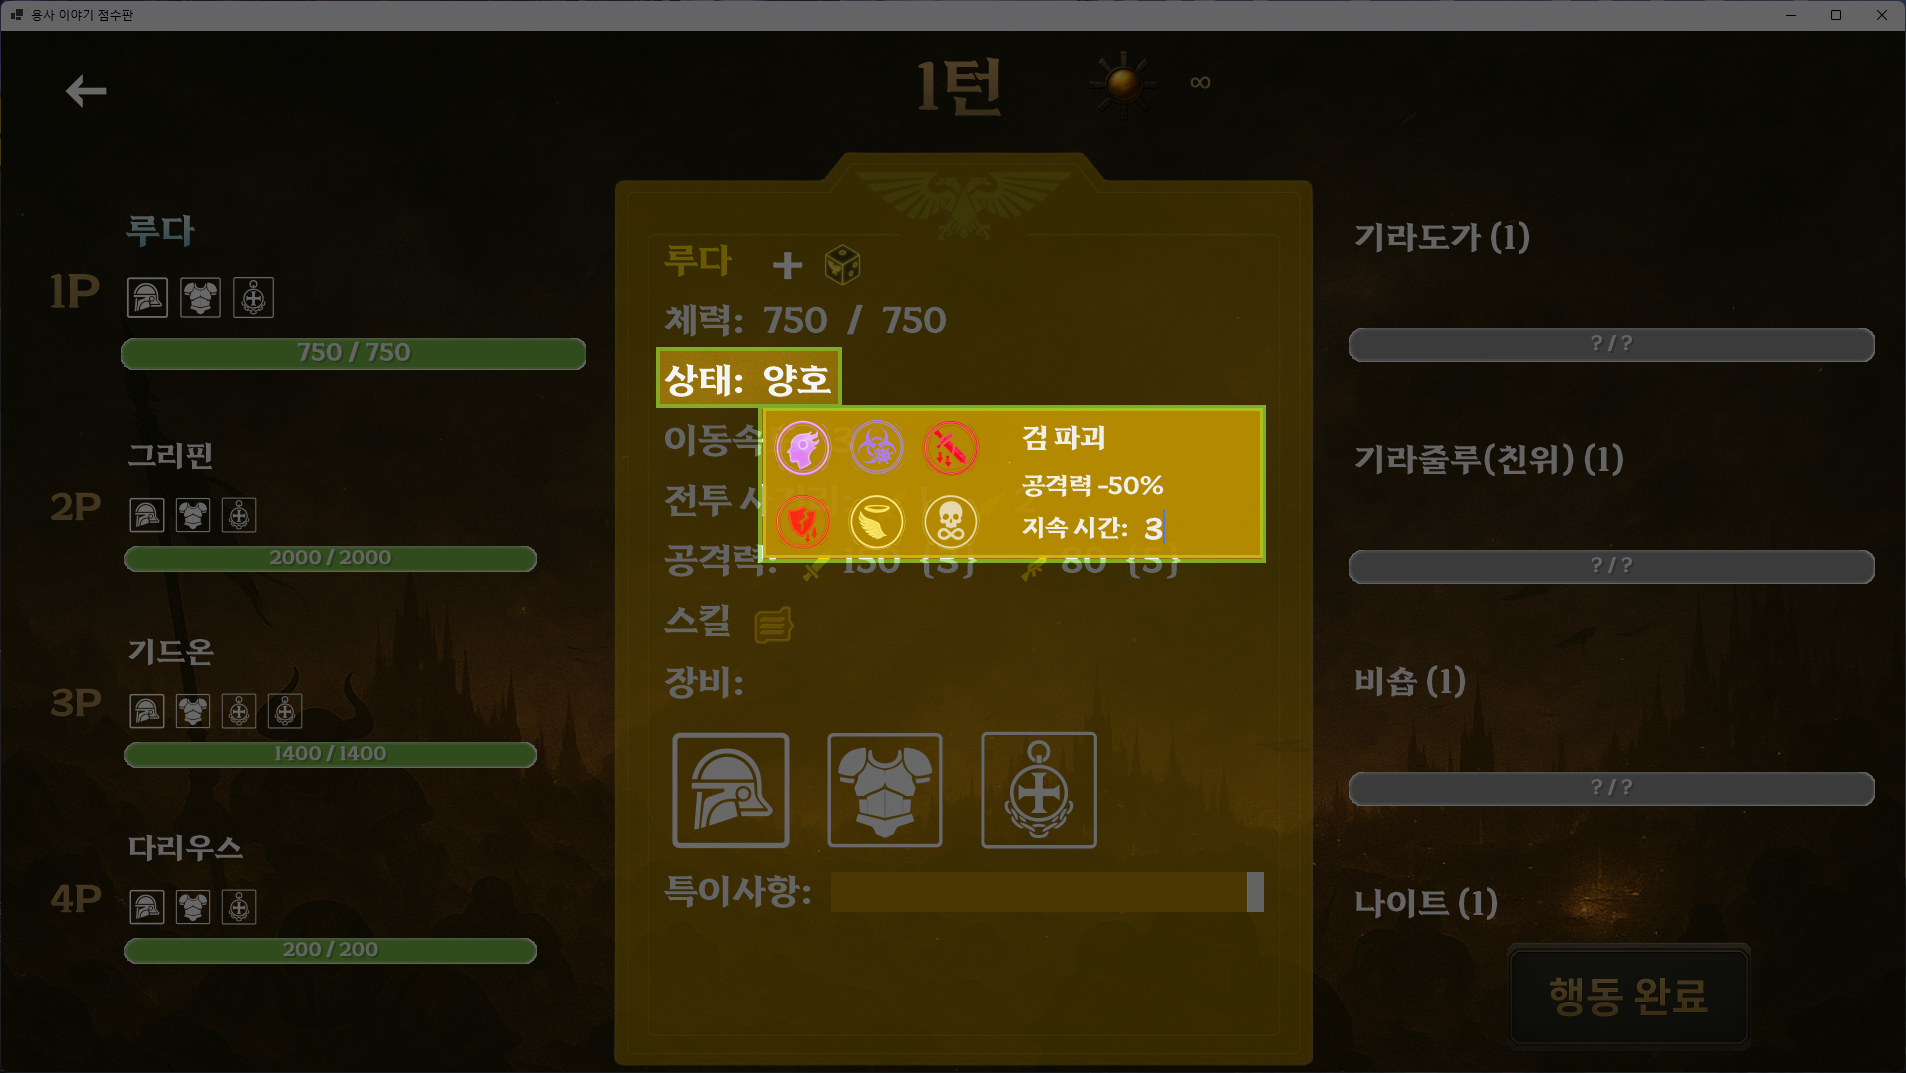 용사 이야기 점수판
1턴
∞
루다
1P
750 / 750
그리핀
2P
2000 / 2000
기드온
3P
1400 / 1400
다리우스
4P
200 / 200
루다
체력: 750 / 750
상태: 양호
검 파괴
공격력 -50%
지속 시간: 3
이동속
전투 사
공격력: 150 {3} 80 {3}
스킬
장비:
특이사항:
기라도가 (1)
? / ?
기라줄루(친위) (1)
? / ?
비숍 (1)
? / ?
나이트 (1)
행동 완료